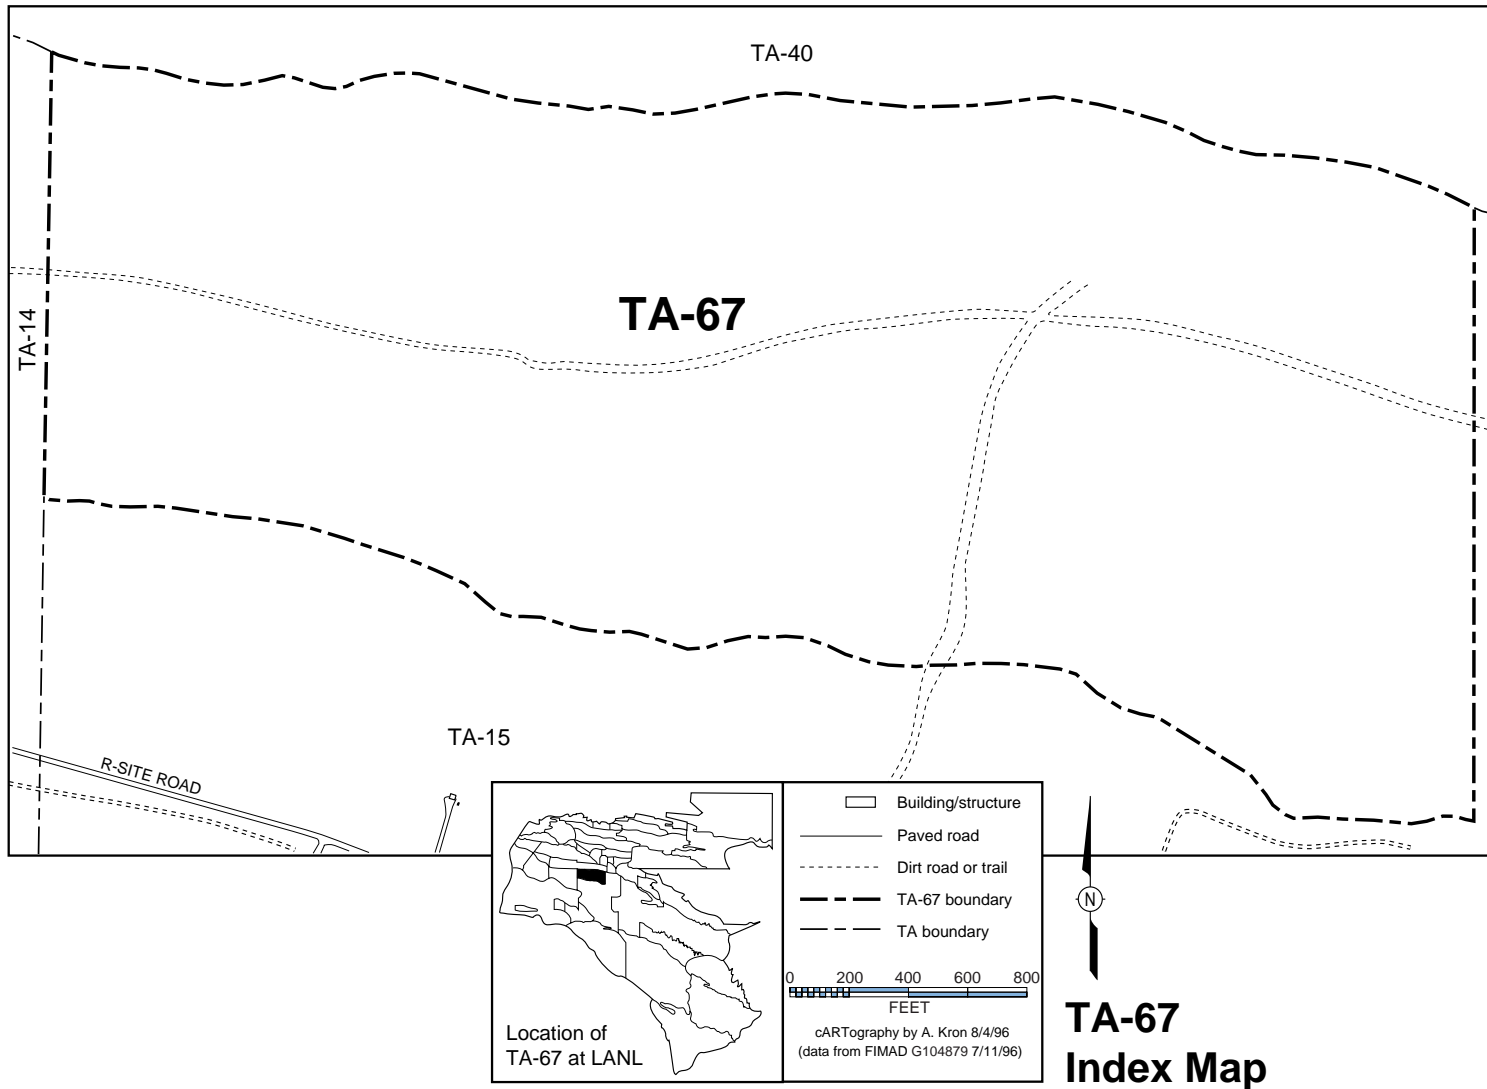 TA-40
TA-67
TA-14
TA-15
R-SITE ROAD
Location of
TA-67 at LANL
Building/structure
Paved road
Dirt road or trail
TA-67 boundary
TA boundary
0 200 400 600 800
FEET
cARTography by A. Kron 8/4/96
(data from FIMAD G104879 7/11/96)
N
TA-67
Index Map